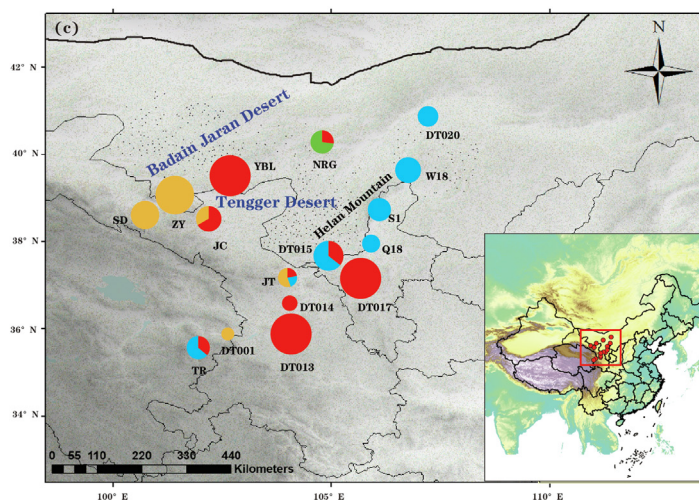 (c)
N
42° N
40° N
38° N
36° N
34° N
Badain Jaran Desert
Tengger Desert
Helan Mountain
DT020
NRG
YBL
W18
SD
ZY
JC
S1
DT015
Q18
JT
DT014
DT017
DT001
TR
DT013
0 55 110 220 330 440
Kilometers
100° E
105° E
110° E